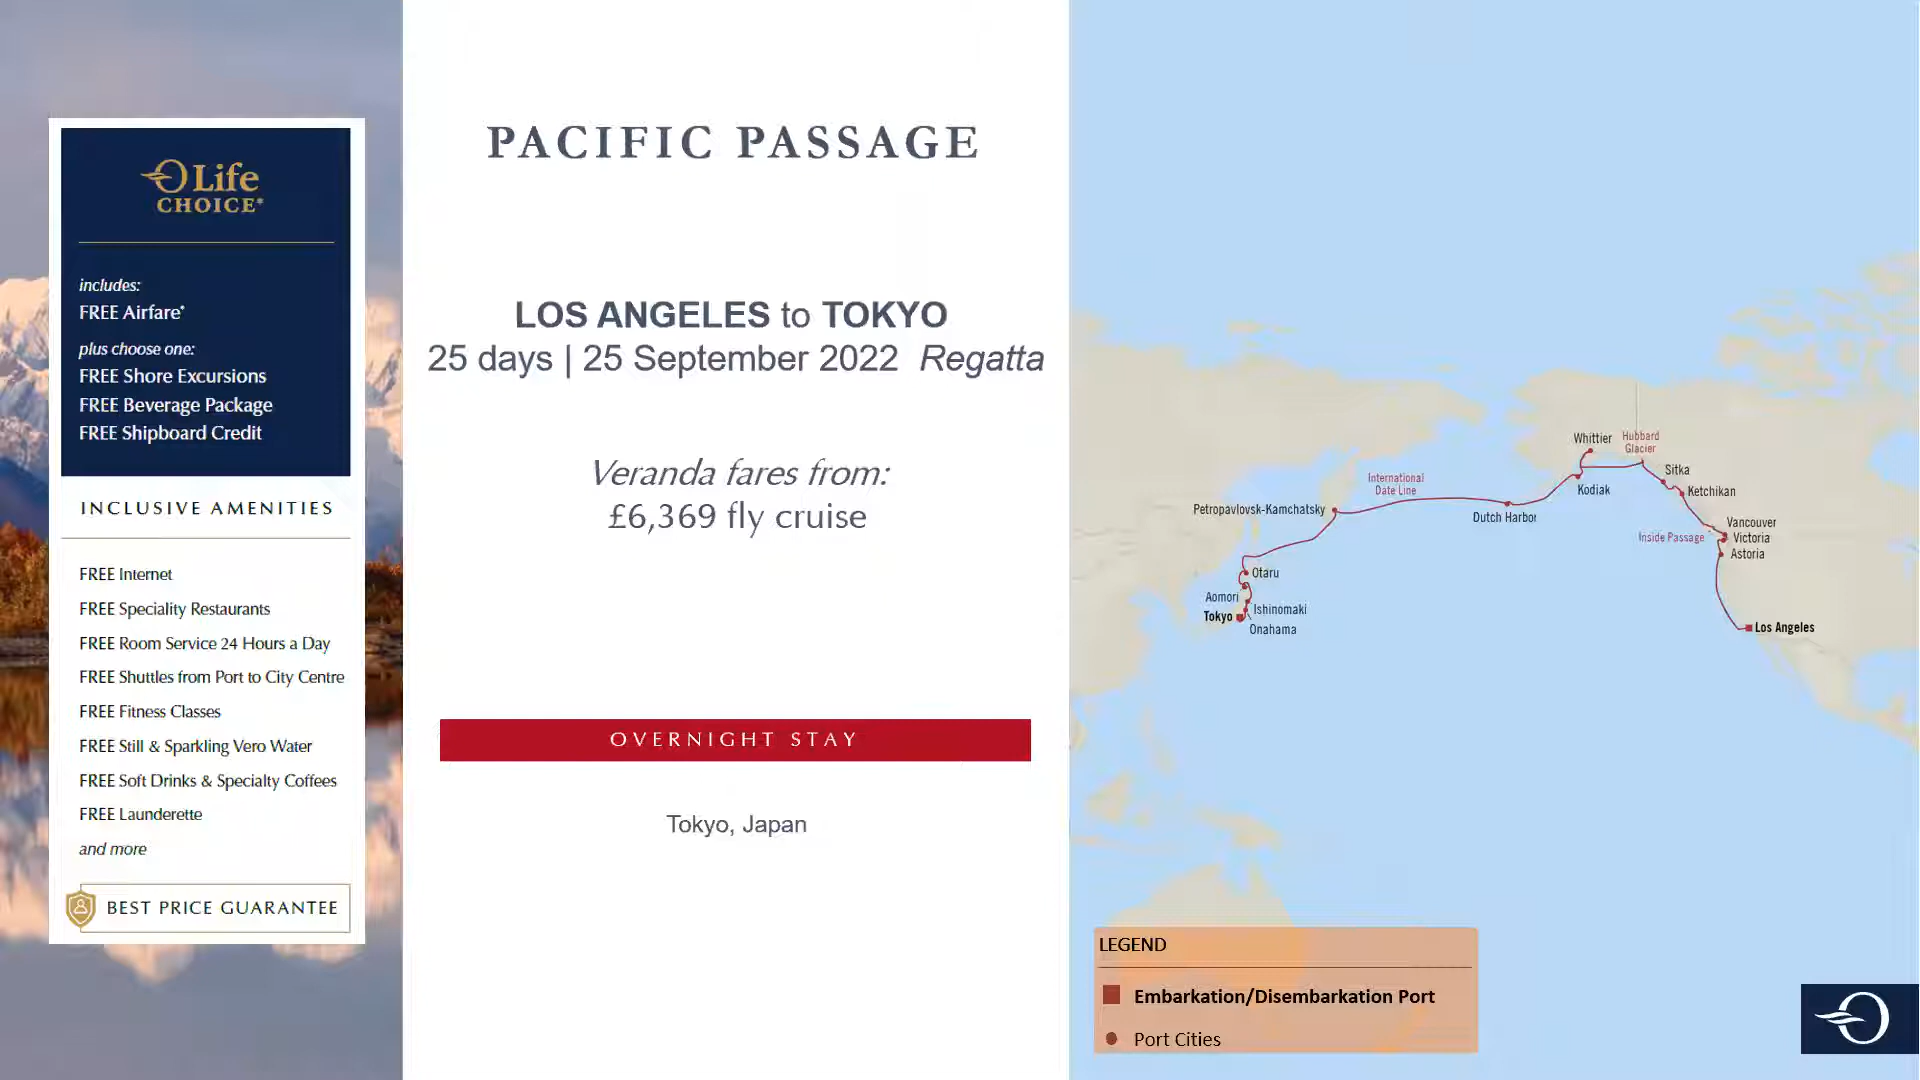 Life
CHOICE*
includes:
FREE Airfare*
plus choose one:
FREE Shore Excursions
FREE Beverage Package
FREE Shipboard Credit
INCLUSIVE AMENITIES
FREE Internet
FREE Speciality Restaurants
FREE Room Service 24 Hours a Day
FREE Shuttles from Port to City Centre
FREE Fitness Classes
FREE Still & Sparkling Vero Water
FREE Soft Drinks & Specialty Coffees
FREE Launderette
and more
BEST PRICE GUARANTEE
PACIFIC PASSAGE
LOS ANGELES to TOKYO
25 days | 25 September 2022 Regatta
Veranda fares from:
£6,369 fly cruise
OVERNIGHT STAY
Tokyo, Japan
Whittier
Hubbard
Glacier
Sitka
Kodiak
Ketchikan
International
Date Line
Petropavlovsk-Kamchatsky
Dutch Harbor
Vancouver
Inside Passage
Victoria
Astoria
Otaru
Aomori
Ishinomaki
Tokyo
Onahama
Los Angeles
LEGEND
Embarkation/Disembarkation Port
Port Cities